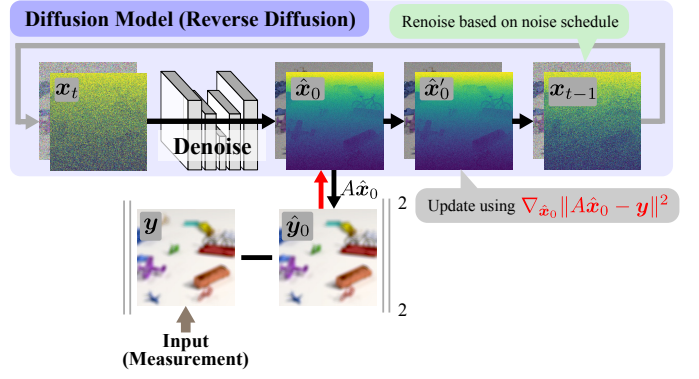 Diffusion Model (Reverse Diffusion)
Renoise based on noise schedule
x_t
Denoise
x̂_0
x̂′_0
x_{t−1}
Ax̂_0
Update using ∇_{x̂_0}‖Ax̂_0 − y‖²
y
ŷ_0
2
2
Input
(Measurement)